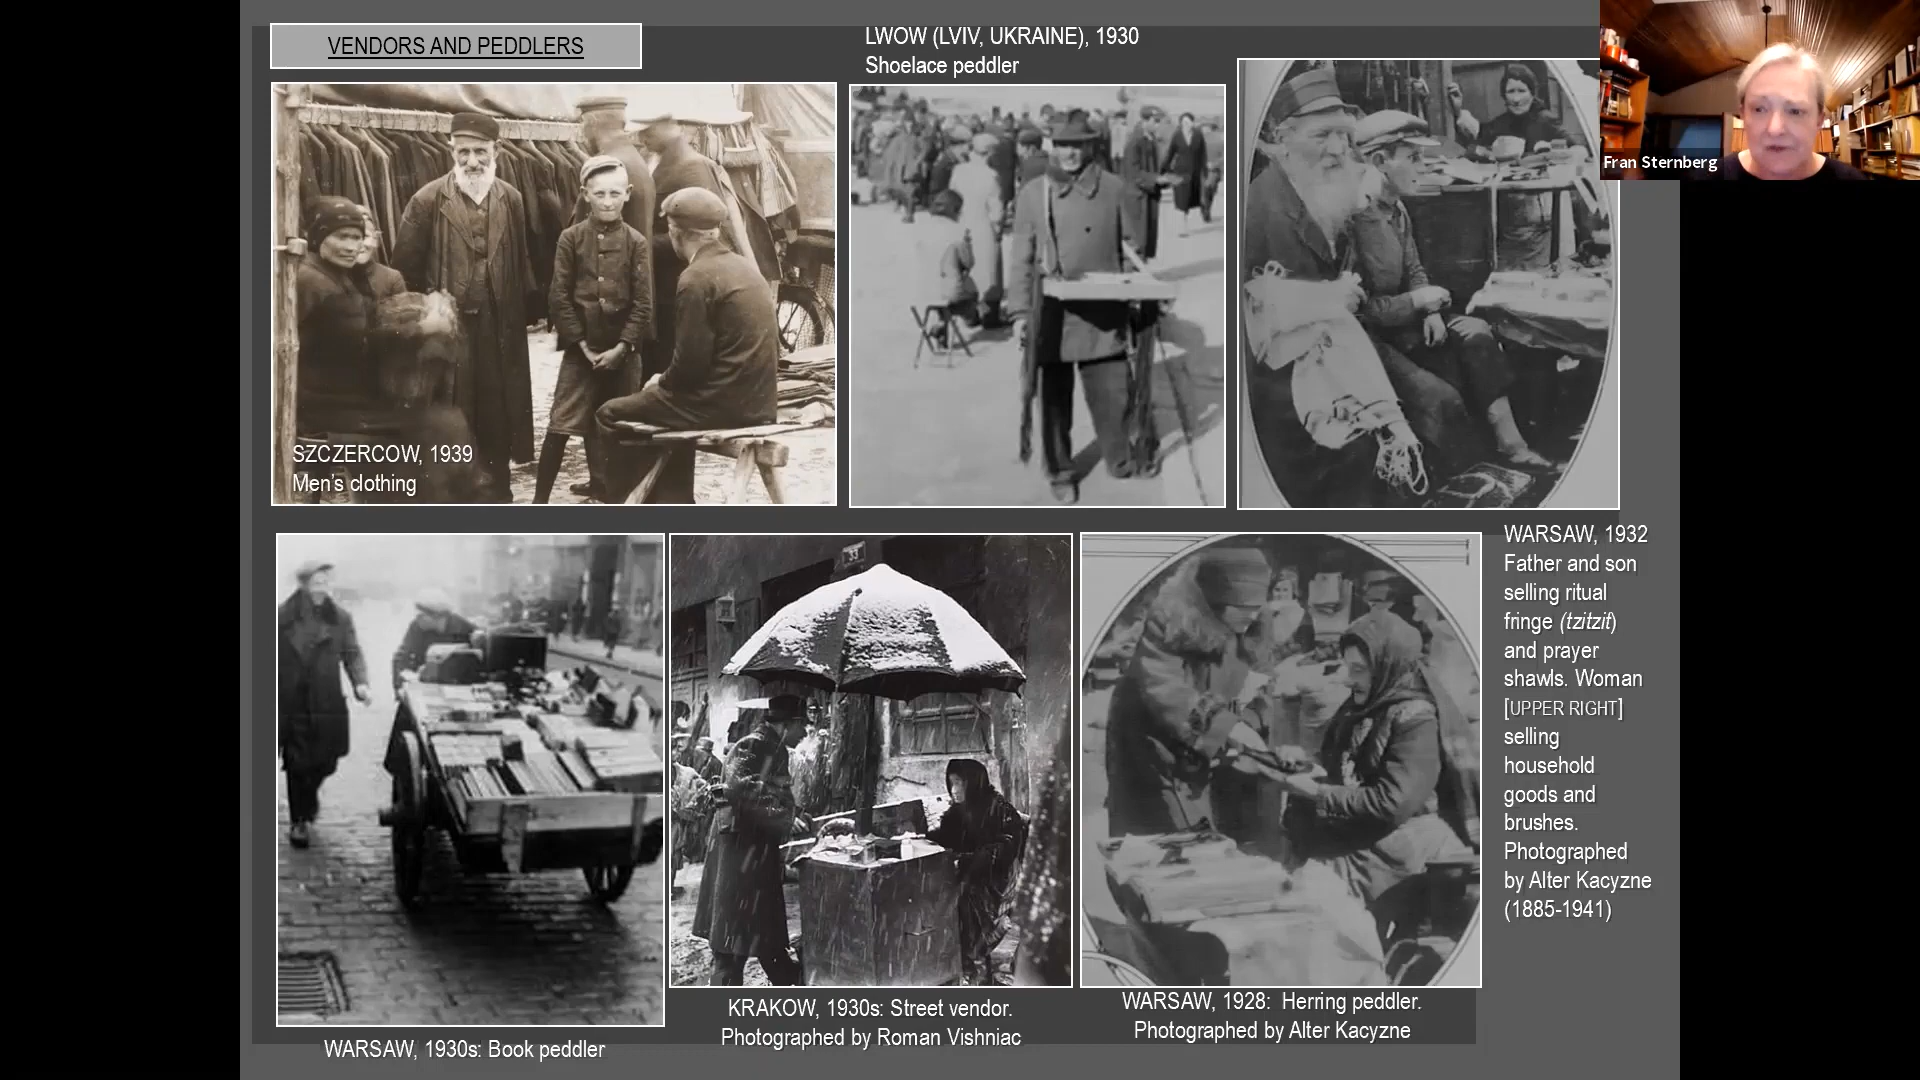 VENDORS AND PEDDLERS
LWOW (LVIV, UKRAINE), 1930
Shoelace peddler
Fran Sternberg
SZCZERCOW, 1939
Men's clothing
33
WARSAW, 1932
Father and son
selling ritual
fringe (tzitzit)
and prayer
shawls. Woman
[UPPER RIGHT]
selling
household
goods and
brushes.
Photographed
by Alter Kacyzne
(1885-1941)
WARSAW, 1930s: Book peddler
KRAKOW, 1930s: Street vendor.
Photographed by Roman Vishniac
WARSAW, 1928: Herring peddler.
Photographed by Alter Kacyzne